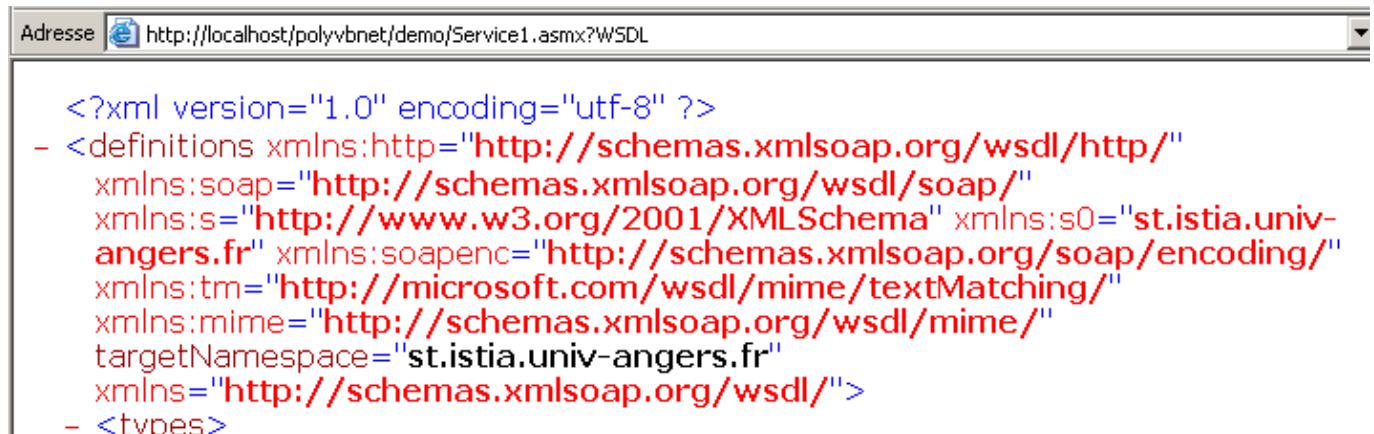 Adresse http://localhost/polyvbnet/demo/Service1.asmx?WSDL
<?xml version="1.0" encoding="utf-8" ?>
- <definitions xmlns:http="http://schemas.xmlsoap.org/wsdl/http/"
xmlns:soap="http://schemas.xmlsoap.org/wsdl/soap/"
xmlns:s="http://www.w3.org/2001/XMLSchema" xmlns:s0="st.istia.univ-
angers.fr" xmlns:soapenc="http://schemas.xmlsoap.org/soap/encoding/"
xmlns:tm="http://microsoft.com/wsdl/mime/textMatching/"
xmlns:mime="http://schemas.xmlsoap.org/wsdl/mime/"
targetNamespace="st.istia.univ-angers.fr"
xmlns="http://schemas.xmlsoap.org/wsdl/">
- <types>